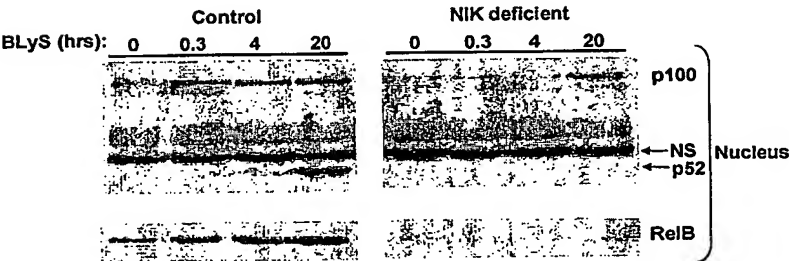 Control NIK deficient
BLyS (hrs): 0 0.3 4 20 0 0.3 4 20
p100
NS
p52
Nucleus
RelB